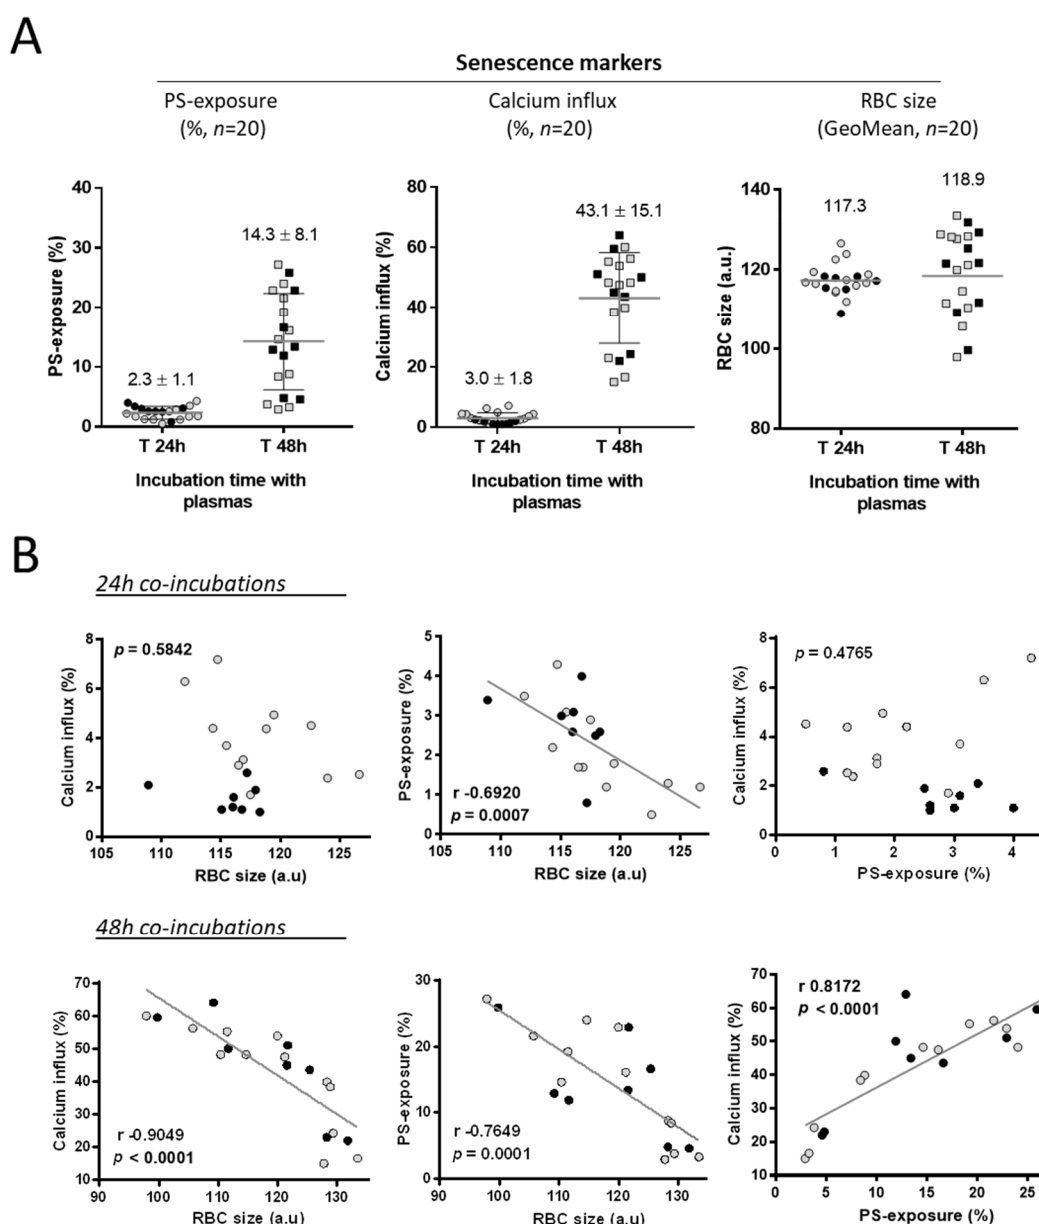 A
Senescence markers
PS-exposure
(%, n=20)
Calcium influx
(%, n=20)
RBC size
(GeoMean, n=20)
PS-exposure (%)
40
30
20
10
0
2.3 ± 1.1
14.3 ± 8.1
T 24h
T 48h
Incubation time with
plasmas
Calcium influx (%)
80
60
40
20
0
3.0 ± 1.8
43.1 ± 15.1
T 24h
T 48h
Incubation time with
plasmas
RBC size (a.u.)
140
120
100
80
117.3
118.9
T 24h
T 48h
Incubation time with
plasmas
B
24h co-incubations
Calcium influx (%)
8
6
4
2
0
p = 0.5842
105 110 115 120 125
RBC size (a.u)
PS-exposure (%)
5
4
3
2
1
0
r -0.6920
p = 0.0007
105 110 115 120 125
RBC size (a.u)
Calcium influx (%)
8
6
4
2
0
p = 0.4765
1 2 3 4
PS-exposure (%)
48h co-incubations
Calcium influx (%)
70
60
50
40
30
20
10
r -0.9049
p < 0.0001
90 100 110 120 130
RBC size (a.u)
PS-exposure (%)
30
20
10
0
r -0.7649
p = 0.0001
90 100 110 120 130
RBC size (a.u)
Calcium influx (%)
70
60
50
40
30
20
10
r 0.8172
p < 0.0001
0 5 10 15 20 25
PS-exposure (%)